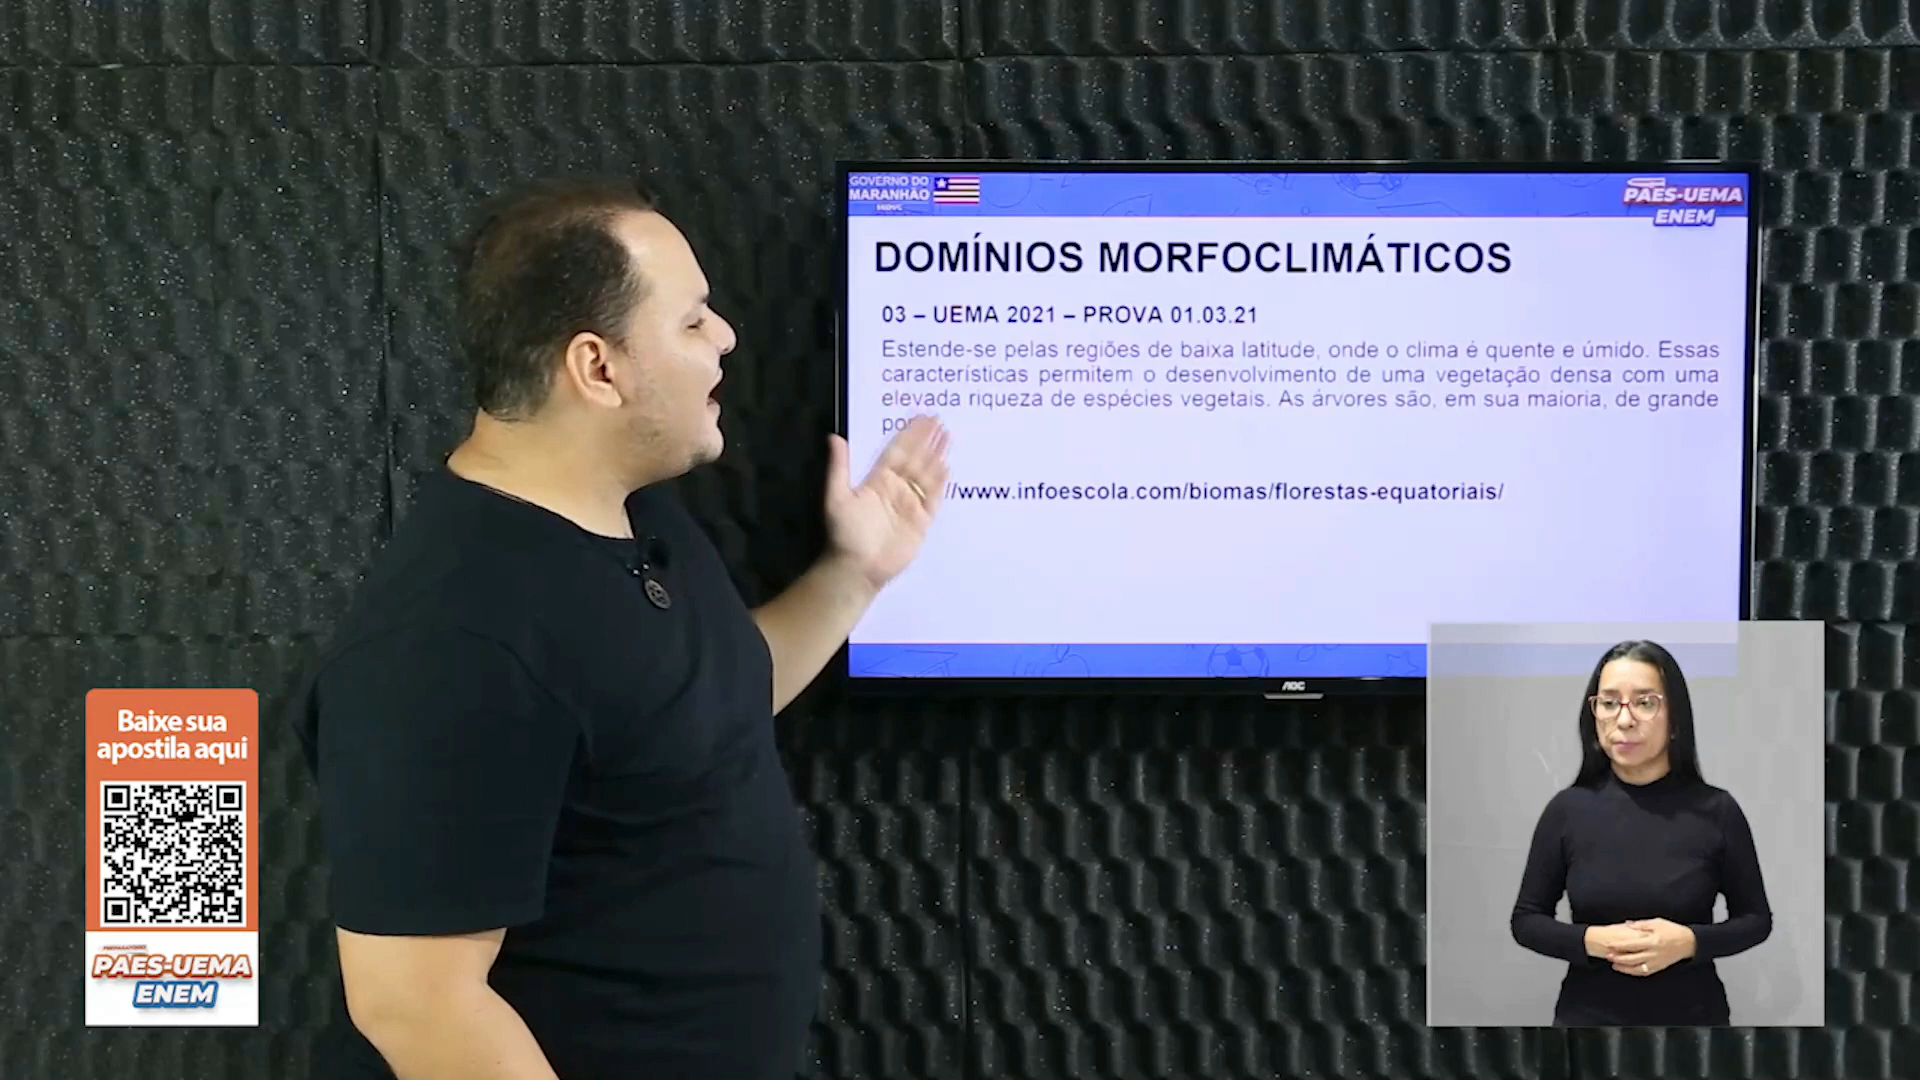 GOVERNO DO
MARANHÃO
PAES-UEMA
ENEM
DOMÍNIOS MORFOCLIMÁTICOS
03 – UEMA 2021 – PROVA 01.03.21
Estende-se pelas regiões de baixa latitude, onde o clima é quente e úmido. Essas
características permitem o desenvolvimento de uma vegetação densa com uma
elevada riqueza de espécies vegetais. As árvores são, em sua maioria, de grande
//www.infoescola.com/biomas/florestas-equatoriais/
AOC
Baixe sua
apostila aqui
PREPARATÓRIO
PAES-UEMA
ENEM